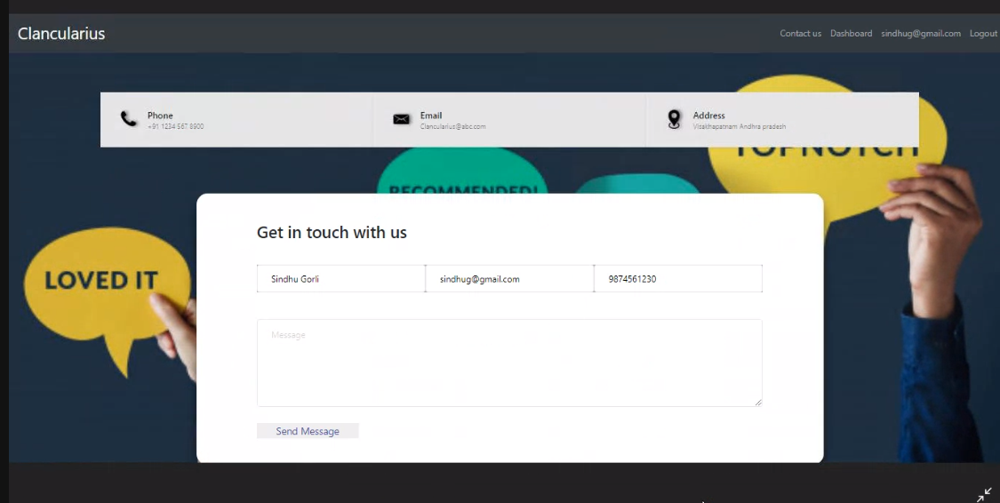 Clancularius
Contact us Dashboard sindhug@gmail.com Logout
Phone
+91 1234 567 8900
Email
Clancularius@abc.com
Address
Visakhapatnam Andhra pradesh
TOPNOTCH
RECOMMENDED!
LOVED IT
Get in touch with us
Sindhu Gorli
sindhug@gmail.com
9874561230
Message
Send Message